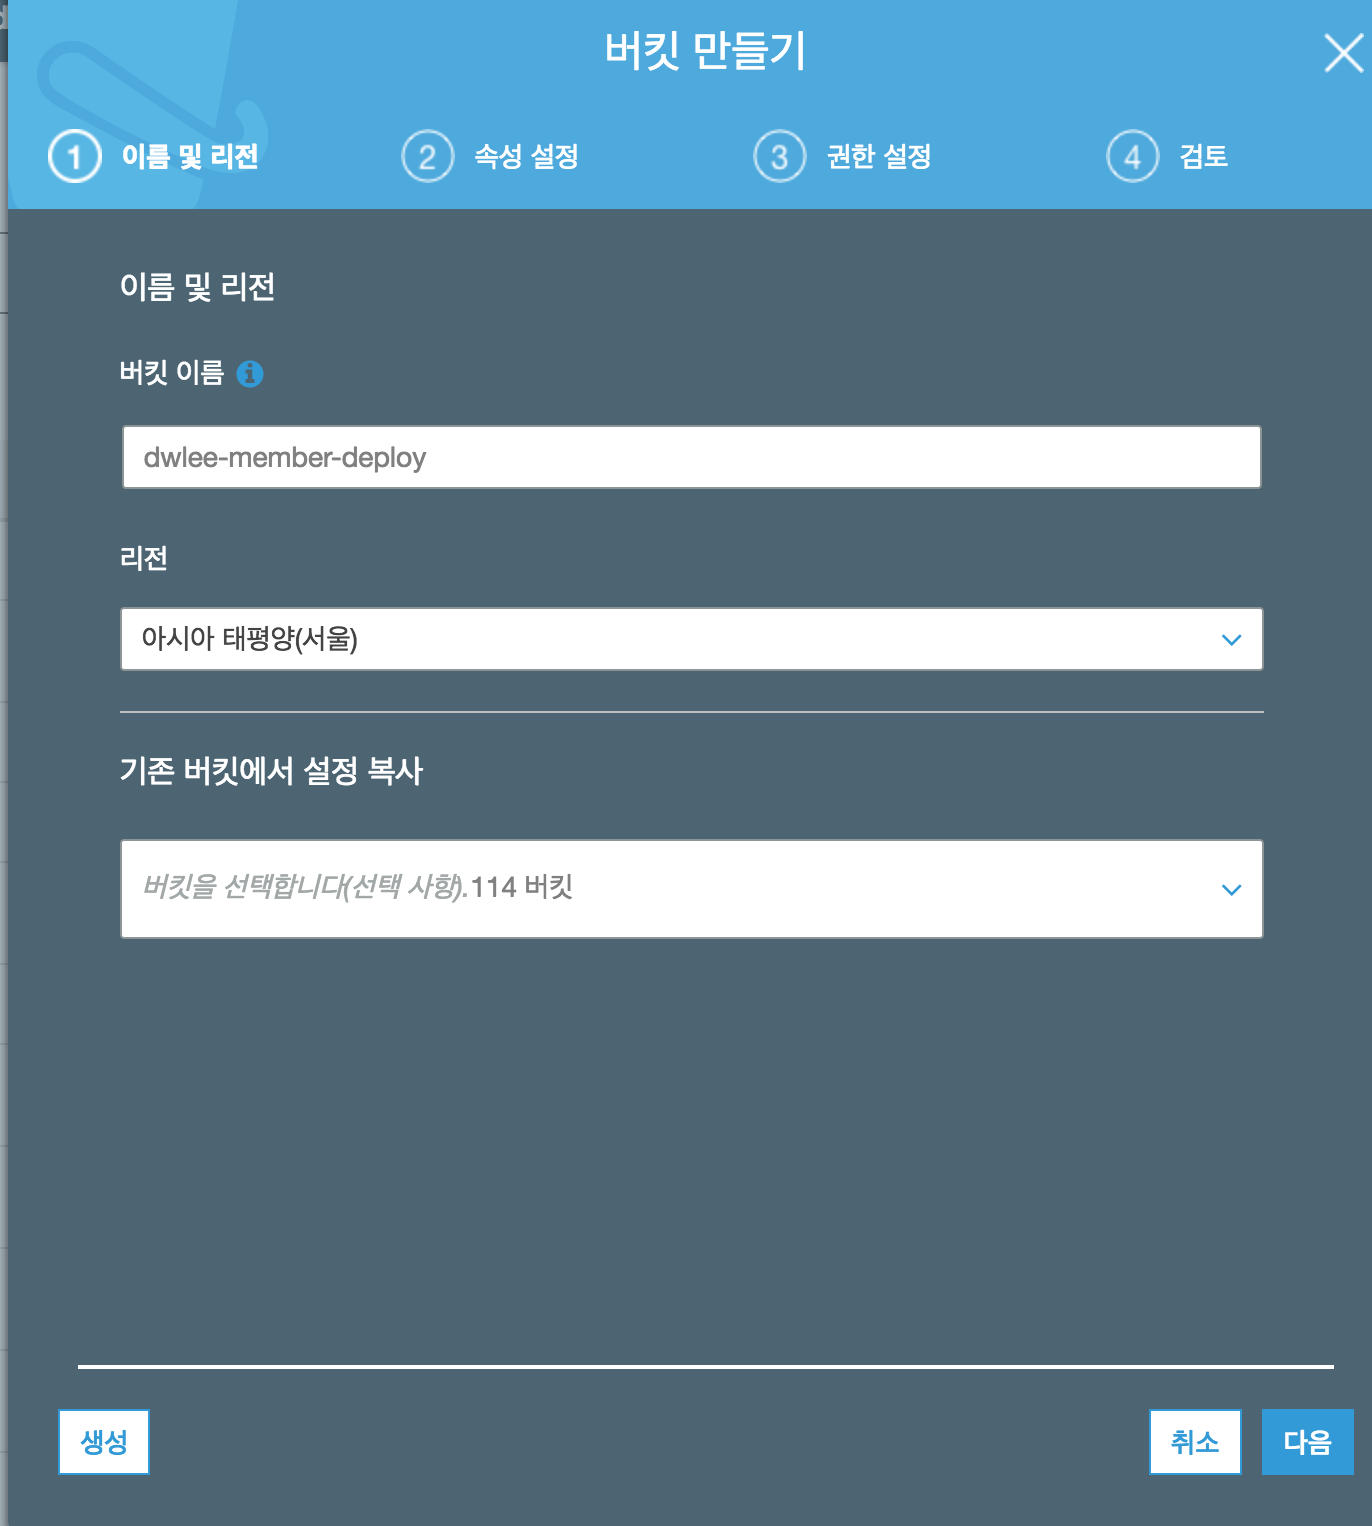 버킷 만들기
1 이름 및 리전
2 속성 설정
3 권한 설정
4 검토
이름 및 리전
버킷 이름
dwlee-member-deploy
리전
아시아 태평양(서울)
기존 버킷에서 설정 복사
버킷을 선택합니다(선택 사항).114 버킷
생성
취소
다음